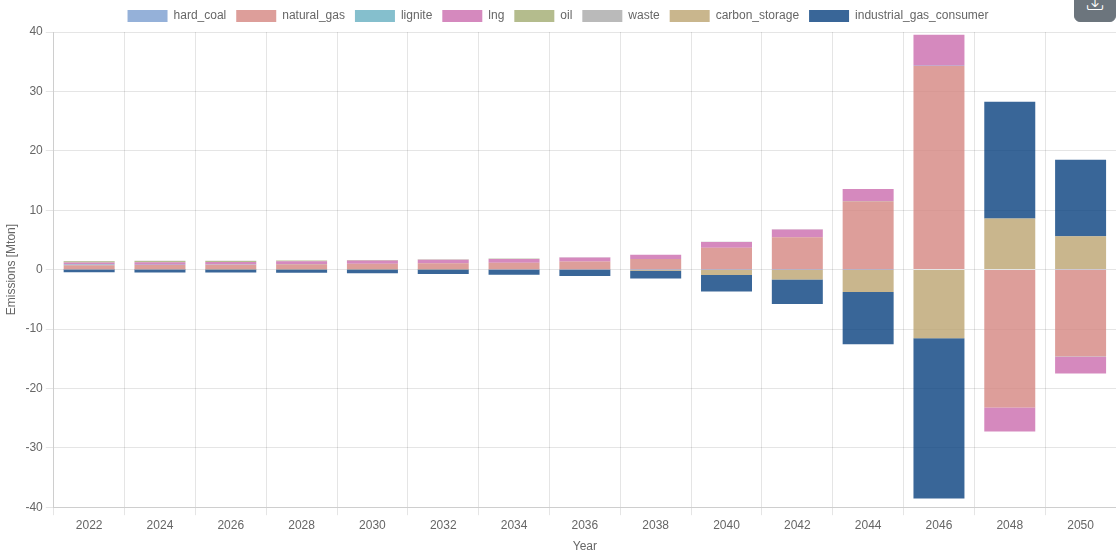 hard_coal natural_gas lignite lng oil waste carbon_storage industrial_gas_consumer
40
30
20
10
0
-10
-20
-30
-40
Emissions [Mton]
2022 2024 2026 2028 2030 2032 2034 2036 2038 2040 2042 2044 2046 2048 2050
Year